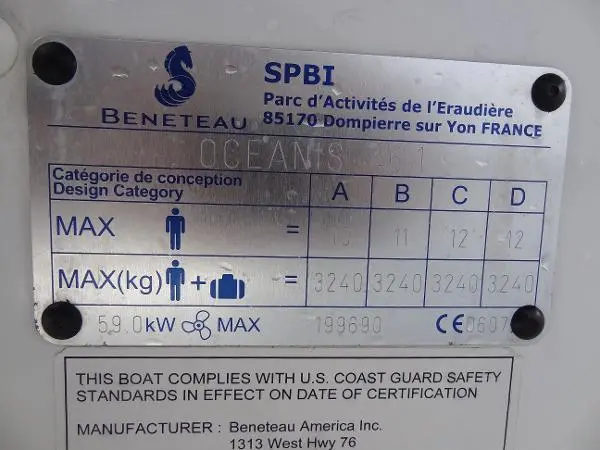 SPBI
Parc d'Activités de l'Eraudière
BENETEAU 85170 Dompierre sur Yon FRANCE
OCEANIS
Catégorie de conception
Design Category A B C D
MAX = 11 12 12
MAX(kg) + = 3240 3240 3240 3240
59.0kW MAX 199690 CE
THIS BOAT COMPLIES WITH U.S. COAST GUARD SAFETY
STANDARDS IN EFFECT ON DATE OF CERTIFICATION
MANUFACTURER : Beneteau America Inc.
1313 West Hwy 76